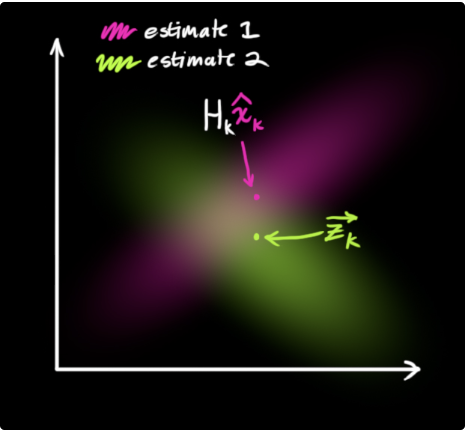 estimate 1
estimate 2
Hₖx̂ₖ
z⃗ₖ